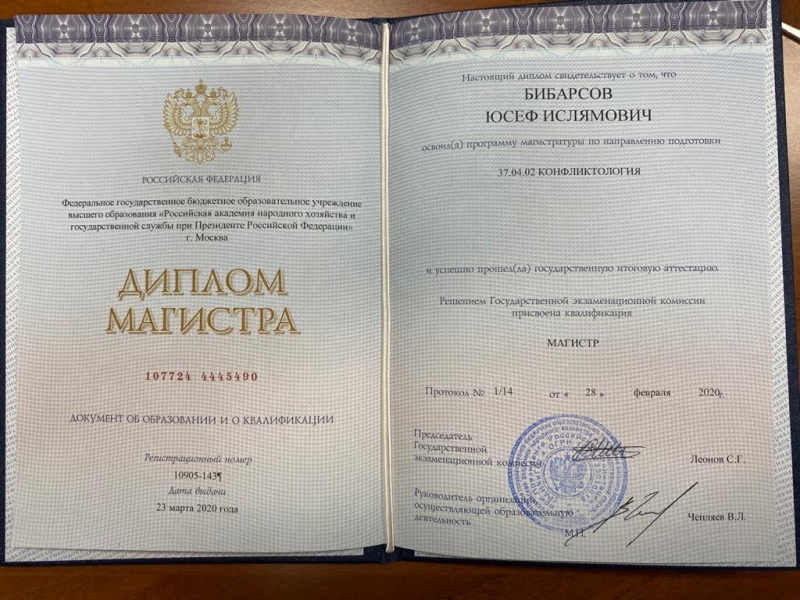 РОССИЙСКАЯ ФЕДЕРАЦИЯ
Федеральное государственное бюджетное образовательное учреждение
высшего образования «Российская академия народного хозяйства и
государственной службы при Президенте Российской Федерации»
г. Москва
ДИПЛОМ
МАГИСТРА
107724 4445490
ДОКУМЕНТ ОБ ОБРАЗОВАНИИ И О КВАЛИФИКАЦИИ
Регистрационный номер
10905-143¶
Дата выдачи
23 марта 2020 года
Настоящий диплом свидетельствует о том, что
БИБАРСОВ
ЮСЕФ ИСЛЯМОВИЧ
освоил(а) программу магистратуры по направлению подготовки
37.04.02 КОНФЛИКТОЛОГИЯ
и успешно прошел(ла) государственную итоговую аттестацию
Решением Государственной экзаменационной комиссии
присвоена квалификация
МАГИСТР
Протокол № 1/14 от « 28 » февраля 2020г.
Председатель
Государственной
экзаменационной комиссии
Леонов С.Г.
Руководитель организации,
осуществляющей образовательную
деятельность
Чепляев В.Л.
М.П.